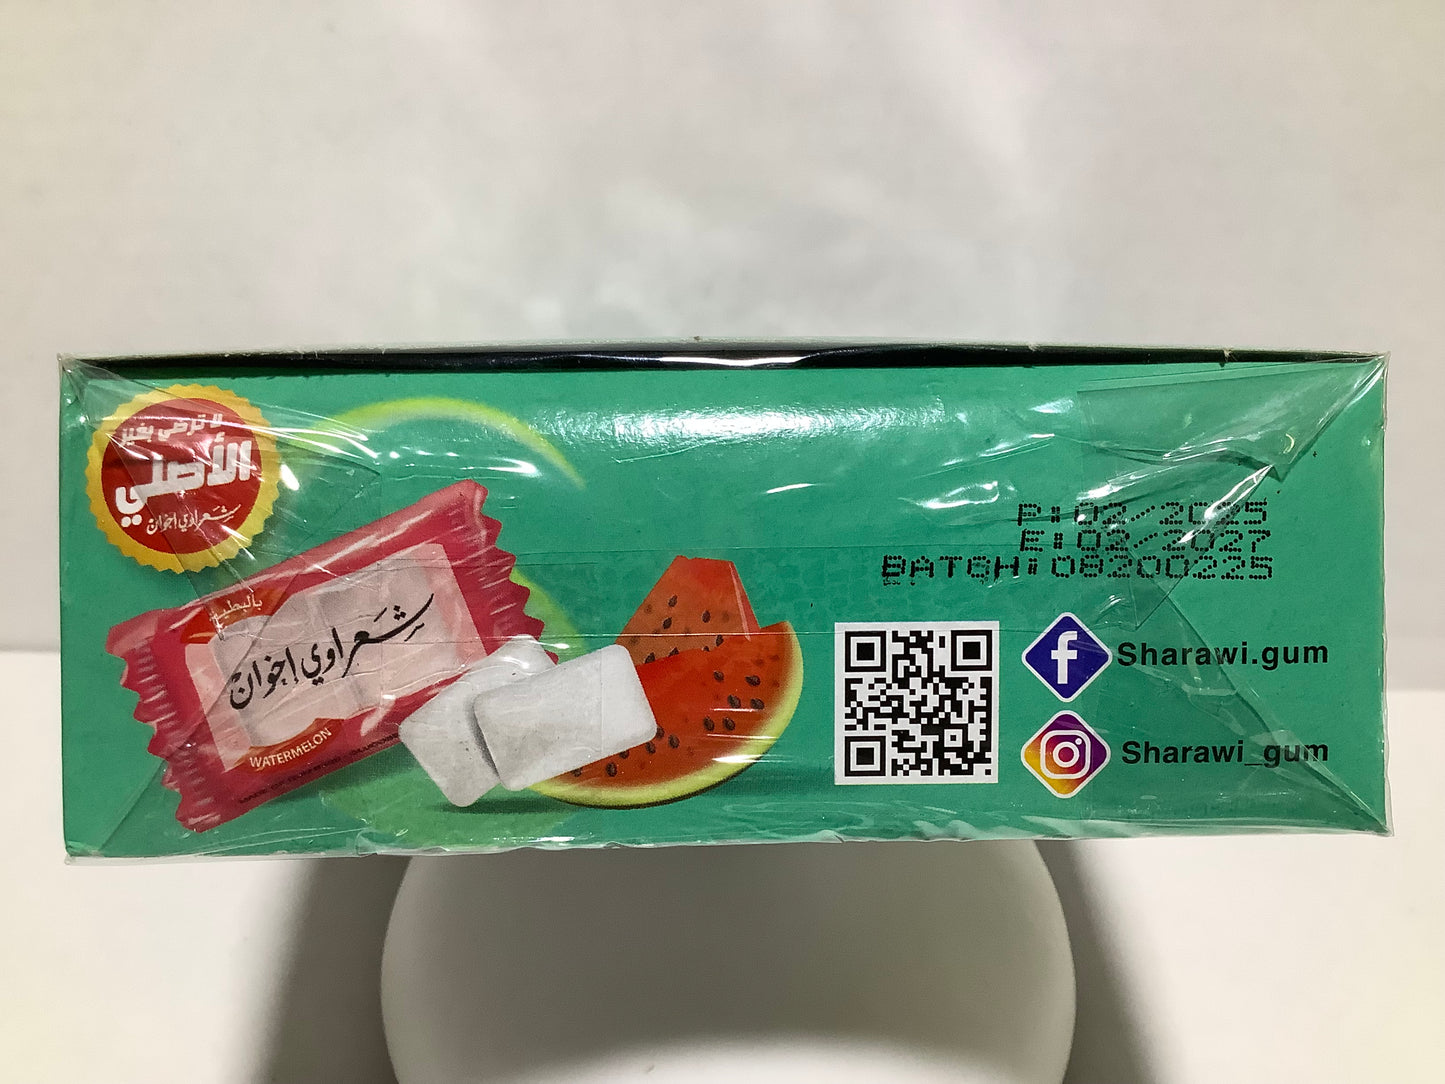 لا ترضى بغير
الأصلي
شعراوي اخوان
بالبطيخ
شعراوي اخوان
WATERMELON
P:02/2025
E:02/2027
BATCH:08200225
Sharawi.gum
Sharawi_gum